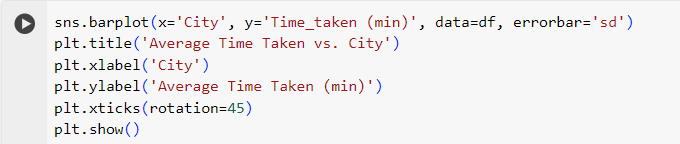 sns.barplot(x='City', y='Time_taken (min)', data=df, errorbar='sd')
plt.title('Average Time Taken vs. City')
plt.xlabel('City')
plt.ylabel('Average Time Taken (min)')
plt.xticks(rotation=45)
plt.show()